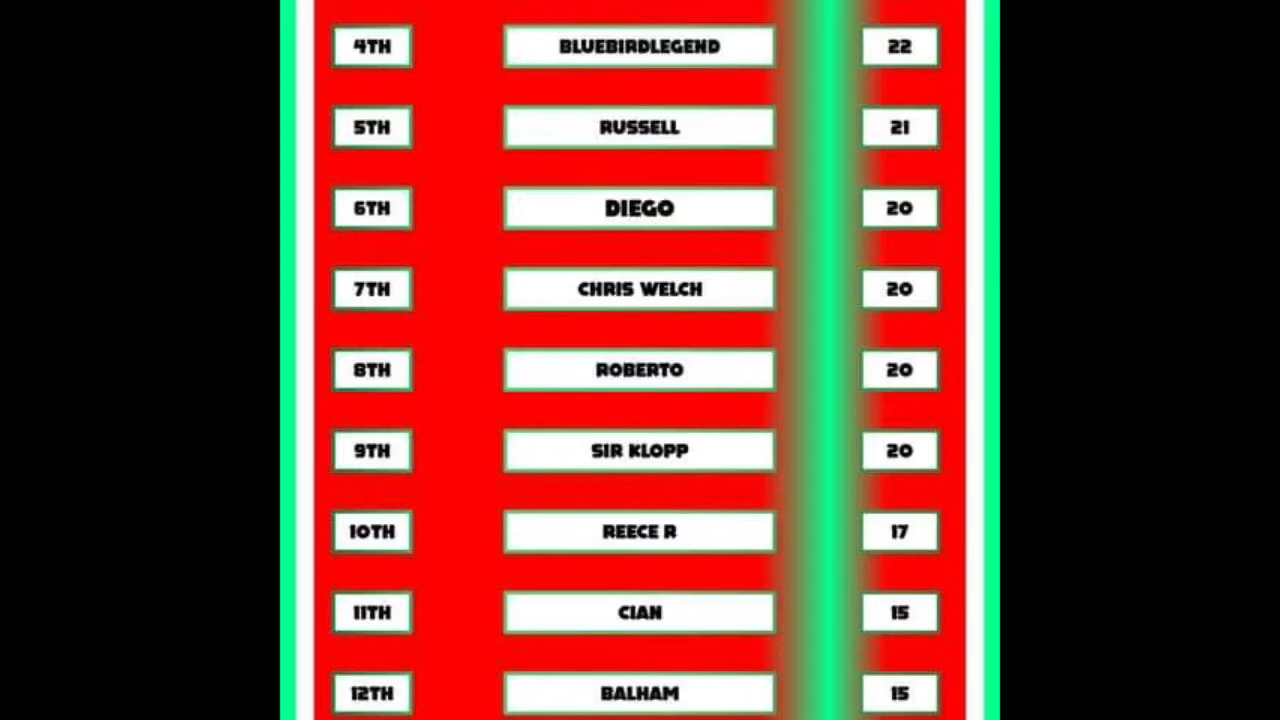 4TH BLUEBIRDLEGEND 22
5TH RUSSELL 21
6TH DIEGO 20
7TH CHRIS WELCH 20
8TH ROBERTO 20
9TH SIR KLOPP 20
10TH REECE R 17
11TH CIAN 15
12TH BALHAM 15